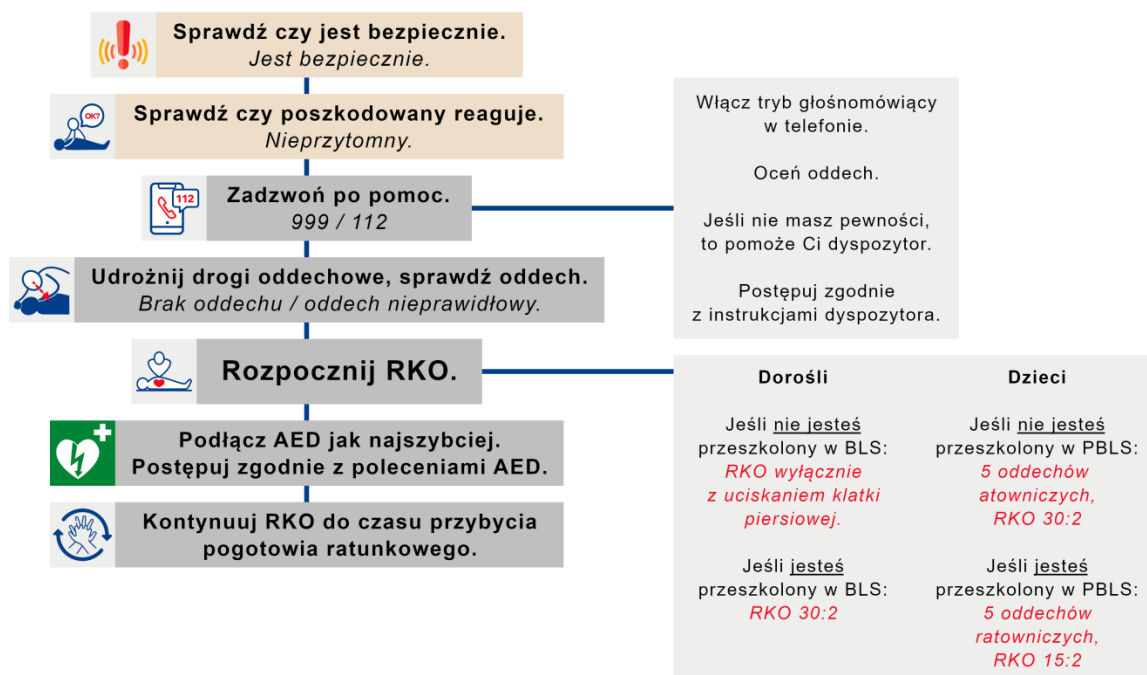 Sprawdź czy jest bezpiecznie.
Jest bezpiecznie.
OK?
Sprawdź czy poszkodowany reaguje.
Nieprzytomny.
112
Zadzwoń po pomoc.
999 / 112
Włącz tryb głośnomówiący
w telefonie.
Oceń oddech.
Jeśli nie masz pewności,
to pomoże Ci dyspozytor.
Postępuj zgodnie
z instrukcjami dyspozytora.
Udrożnij drogi oddechowe, sprawdź oddech.
Brak oddechu / oddech nieprawidłowy.
Rozpocznij RKO.
Dorośli
Jeśli nie jesteś
przeszkolony w BLS:
RKO wyłącznie
z uciskaniem klatki
piersiowej.
Jeśli jesteś
przeszkolony w BLS:
RKO 30:2
Dzieci
Jeśli nie jesteś
przeszkolony w PBLS:
5 oddechów
atowniczych,
RKO 30:2
Jeśli jesteś
przeszkolony w PBLS:
5 oddechów
ratowniczych,
RKO 15:2
Podłącz AED jak najszybciej.
Postępuj zgodnie z poleceniami AED.
Kontynuuj RKO do czasu przybycia
pogotowia ratunkowego.